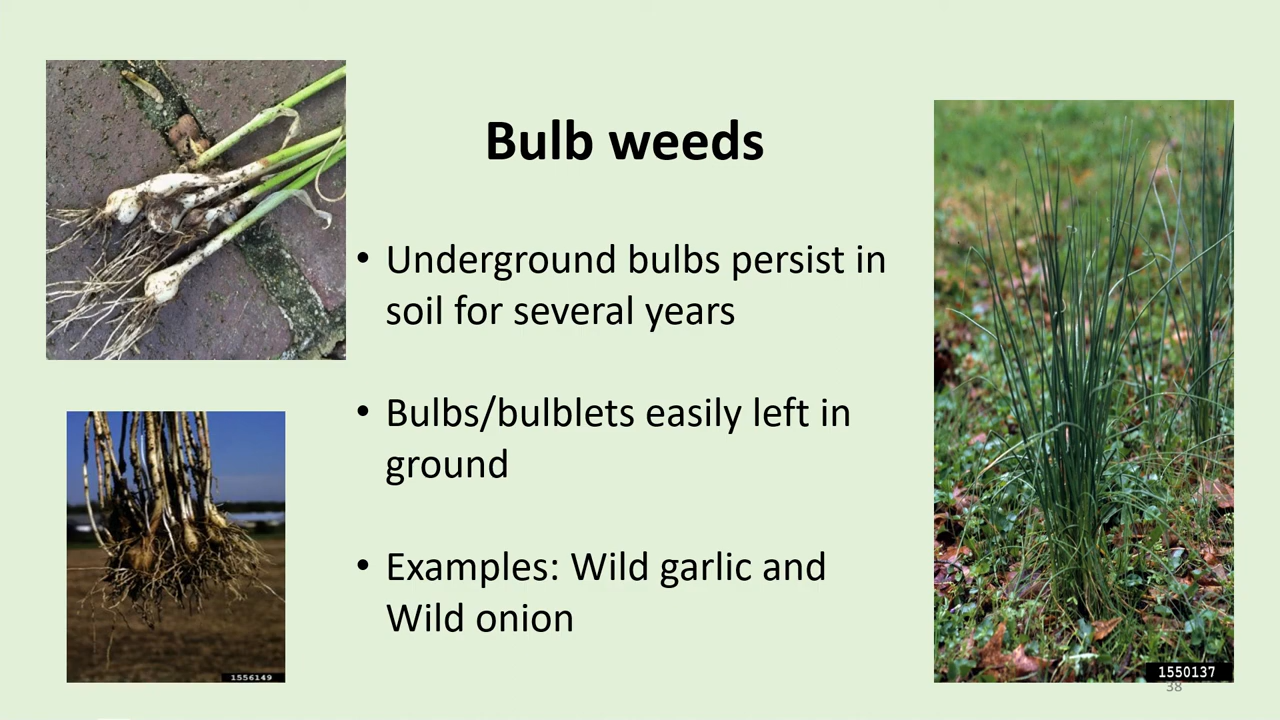 Bulb weeds
• Underground bulbs persist in
soil for several years
• Bulbs/bulblets easily left in
ground
• Examples: Wild garlic and
Wild onion
1556149
1550137
38